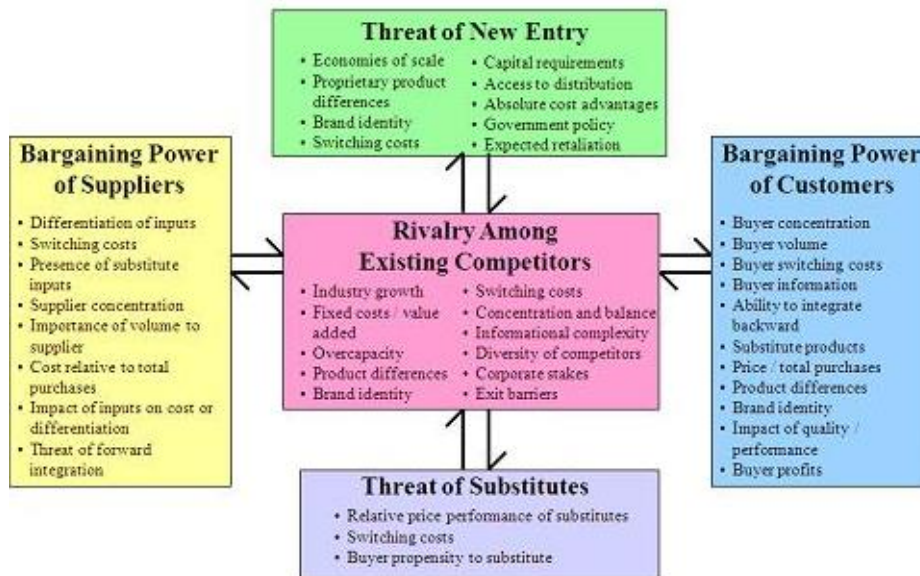 Threat of New Entry
• Economies of scale
• Proprietary product
differences
• Brand identity
• Switching costs
• Capital requirements
• Access to distribution
• Absolute cost advantages
• Government policy
• Expected retaliation
Bargaining Power
of Suppliers
• Differentiation of inputs
• Switching costs
• Presence of substitute
inputs
• Supplier concentration
• Importance of volume to
supplier
• Cost relative to total
purchases
• Impact of inputs on cost or
differentiation
• Threat of forward
integration
Rivalry Among
Existing Competitors
• Industry growth
• Fixed costs / value
added
• Overcapacity
• Product differences
• Brand identity
• Switching costs
• Concentration and balance
• Informational complexity
• Diversity of competitors
• Corporate stakes
• Exit barriers
Bargaining Power
of Customers
• Buyer concentration
• Buyer volume
• Buyer switching costs
• Buyer information
• Ability to integrate
backward
• Substitute products
• Price / total purchases
• Product differences
• Brand identity
• Impact of quality /
performance
• Buyer profits
Threat of Substitutes
• Relative price performance of substitutes
• Switching costs
• Buyer propensity to substitute